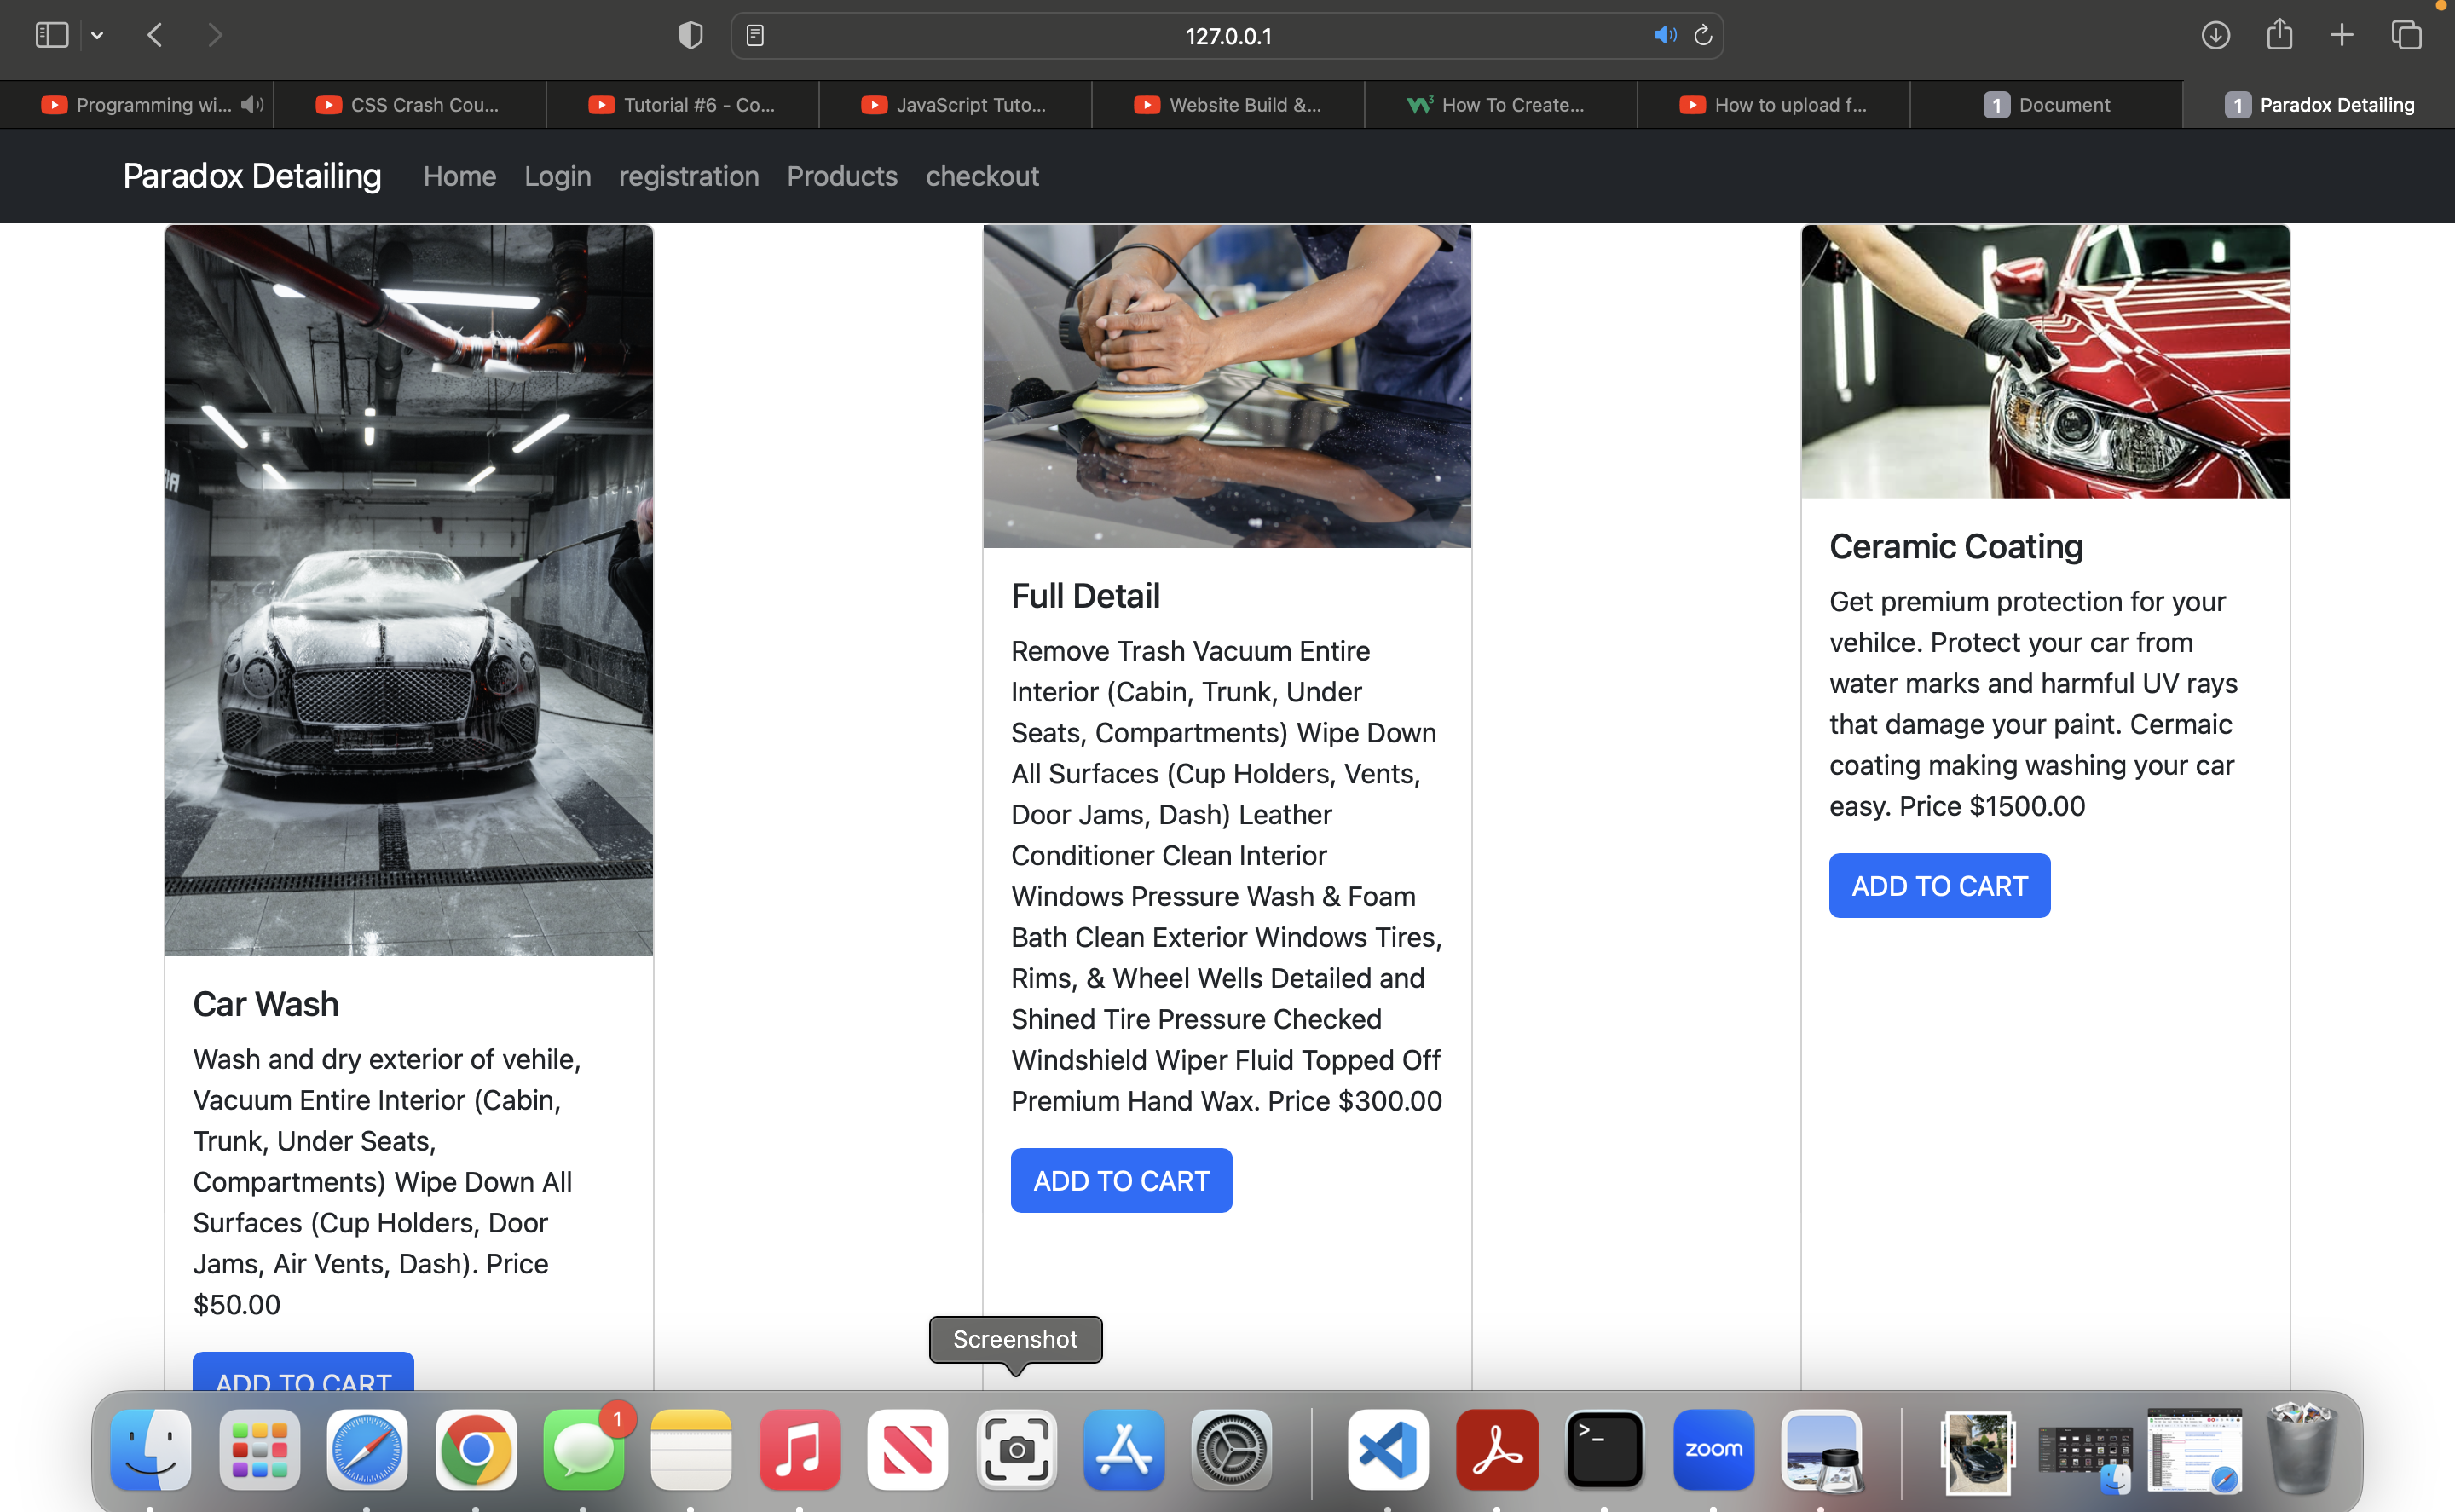 127.0.0.1
Programming wi...
CSS Crash Cou...
Tutorial #6 - Co...
JavaScript Tuto...
Website Build &...
How To Create...
How to upload f...
1 Document
1 Paradox Detailing
Paradox Detailing
Home
Login
registration
Products
checkout
Car Wash
Wash and dry exterior of vehile,
Vacuum Entire Interior (Cabin,
Trunk, Under Seats,
Compartments) Wipe Down All
Surfaces (Cup Holders, Door
Jams, Air Vents, Dash). Price
$50.00
ADD TO CART
Full Detail
Remove Trash Vacuum Entire
Interior (Cabin, Trunk, Under
Seats, Compartments) Wipe Down
All Surfaces (Cup Holders, Vents,
Door Jams, Dash) Leather
Conditioner Clean Interior
Windows Pressure Wash & Foam
Bath Clean Exterior Windows Tires,
Rims, & Wheel Wells Detailed and
Shined Tire Pressure Checked
Windshield Wiper Fluid Topped Off
Premium Hand Wax. Price $300.00
ADD TO CART
Ceramic Coating
Get premium protection for your
vehilce. Protect your car from
water marks and harmful UV rays
that damage your paint. Cermaic
coating making washing your car
easy. Price $1500.00
ADD TO CART
Screenshot
1
>_
zoom